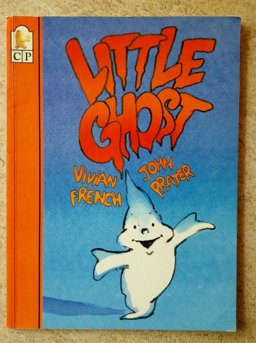 CP
LITTLE
GHOST
VIVIAN
FRENCH
JOHN
PRATER